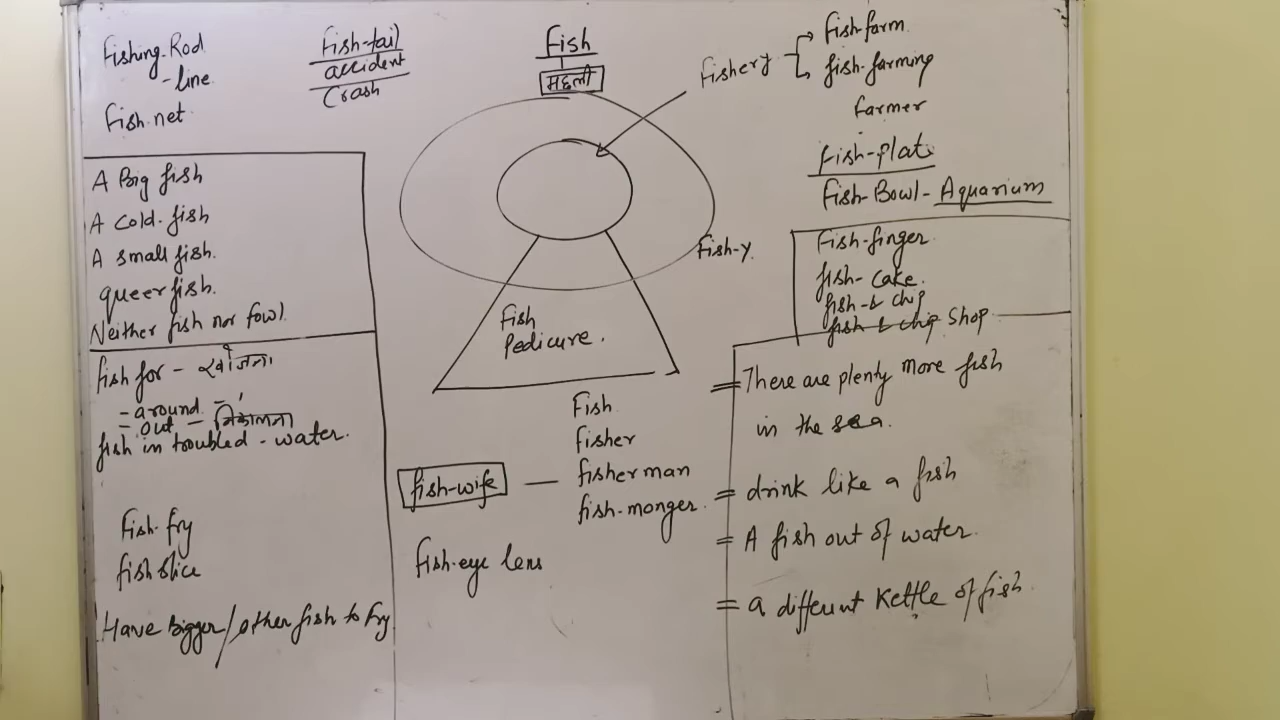 Fishing-Rod
- line
Fish-net
Fish-tail
accident
Crash
Fish
मछली
Fishery
Fish-farm
fish-farming
farmer
Fish-plate
Fish-Bowl - Aquarium
A Big fish
A cold-fish
A small fish.
queer fish.
Neither fish nor fowl
Fish-y
Fish-finger
fish-cake
fish-&-chip
fish & chip Shop
Fish
Pedicure.
fish for - खोजना
- around -
- out - निकालना
fish in troubled - water.
= There are plenty more fish
in the sea.
Fish
fisher
fisherman
fish-monger.
fish-wife -
= drink like a fish
= A fish out of water.
= a different kettle of fish.
Fish-fry
fish slice
Fish-eye lens
Have bigger/other fish to fry